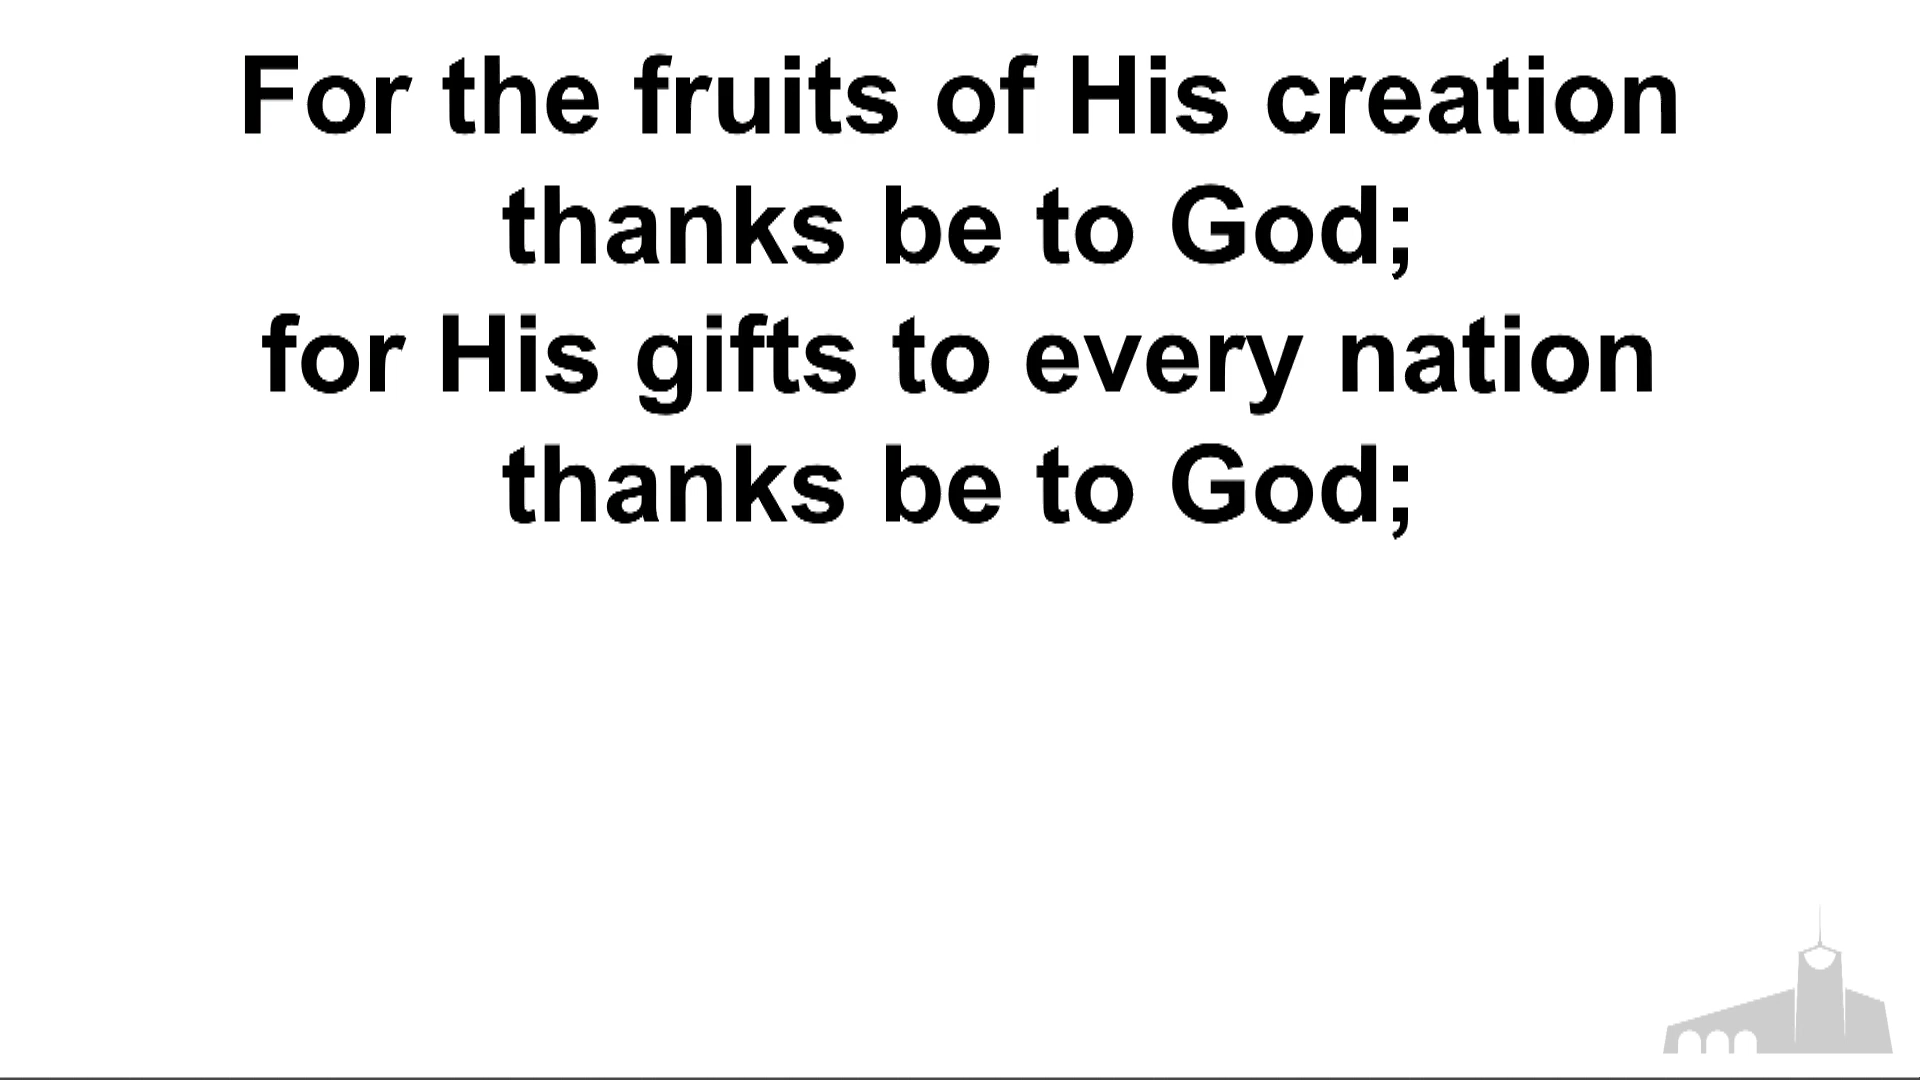 For the fruits of His creation
thanks be to God;
for His gifts to every nation
thanks be to God;